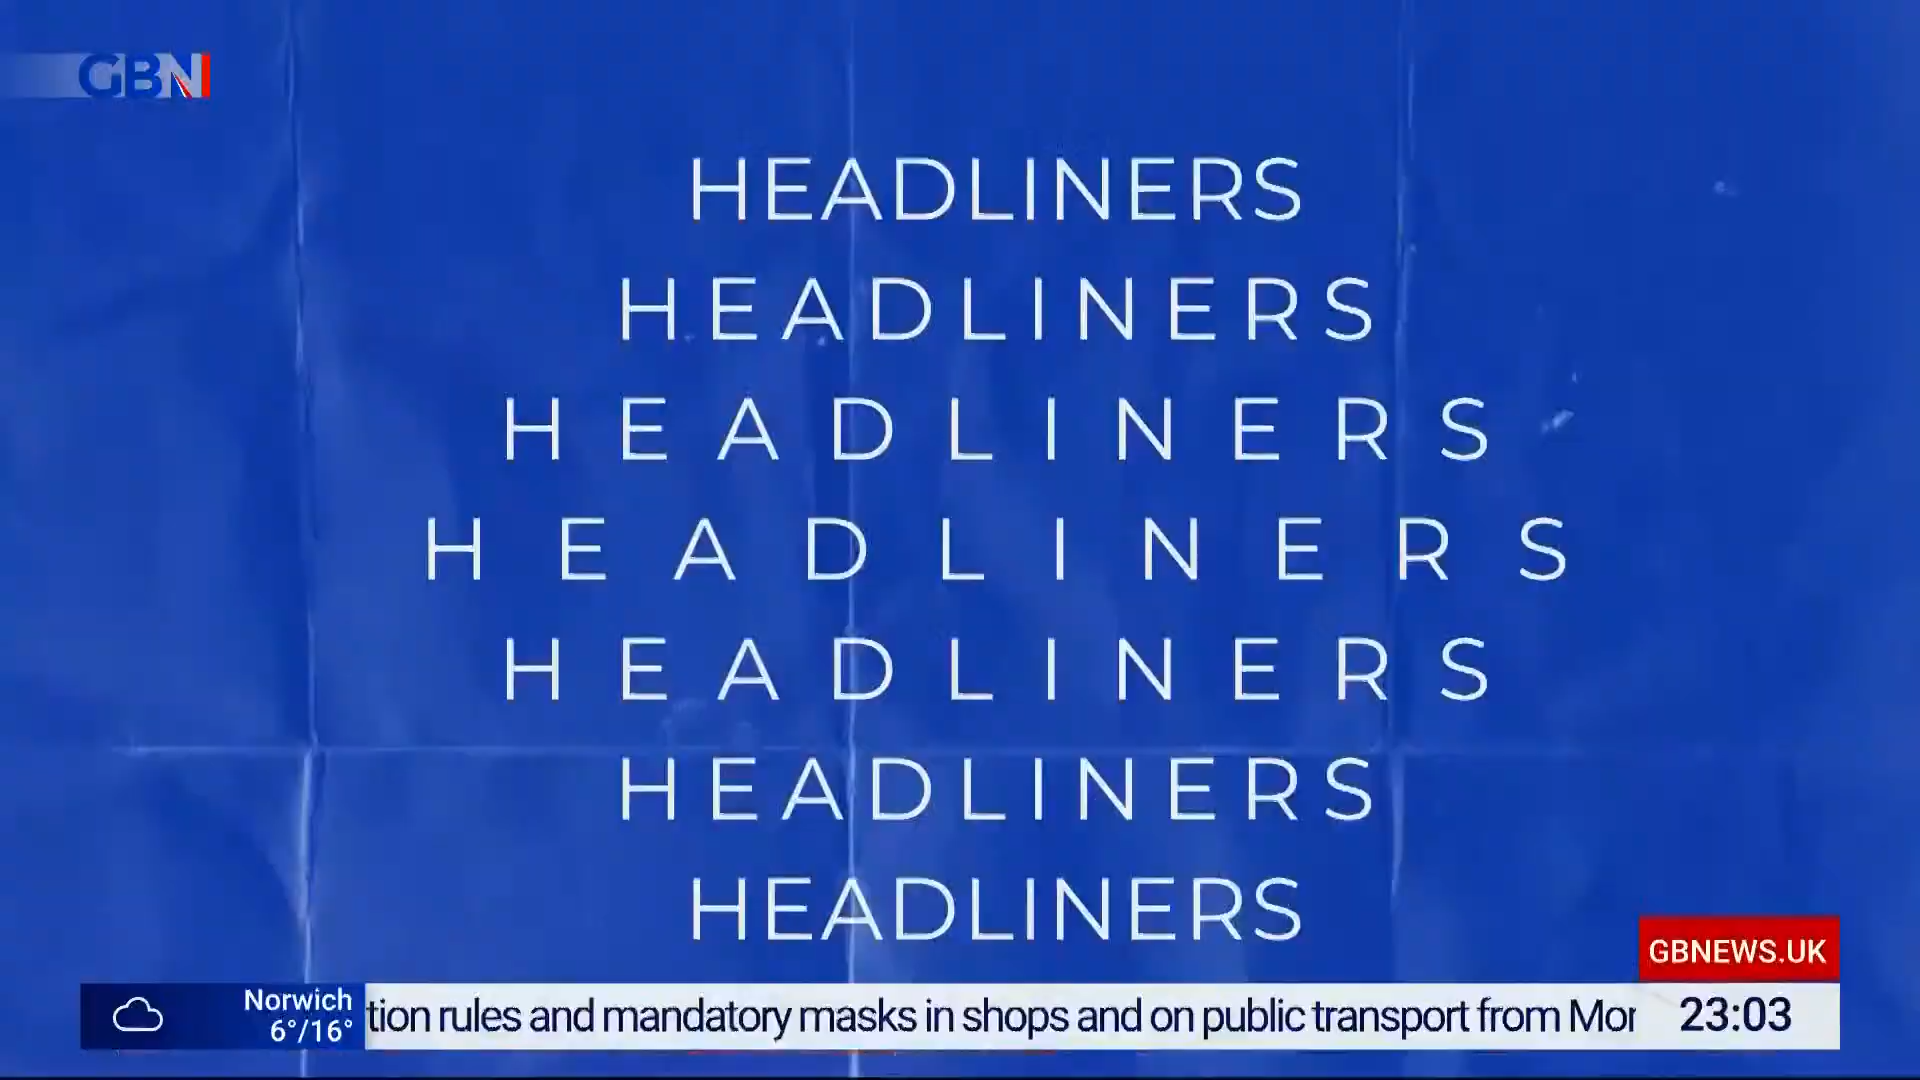 GBN
HEADLINERS
HEADLINERS
HEADLINERS
HEADLINERS
HEADLINERS
HEADLINERS
HEADLINERS
GBNEWS.UK
Norwich
6°/16°
tion rules and mandatory masks in shops and on public transport from Mor
23:03